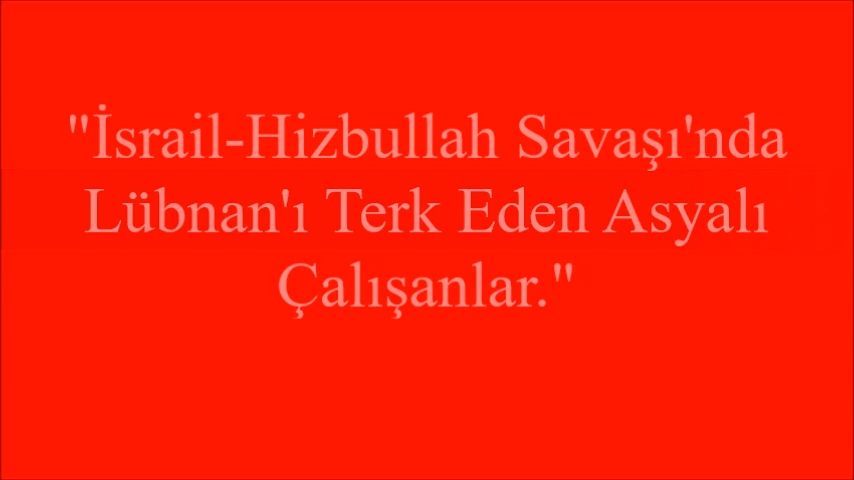 "İsrail-Hizbullah Savaşı'nda
Lübnan'ı Terk Eden Asyalı
Çalışanlar."